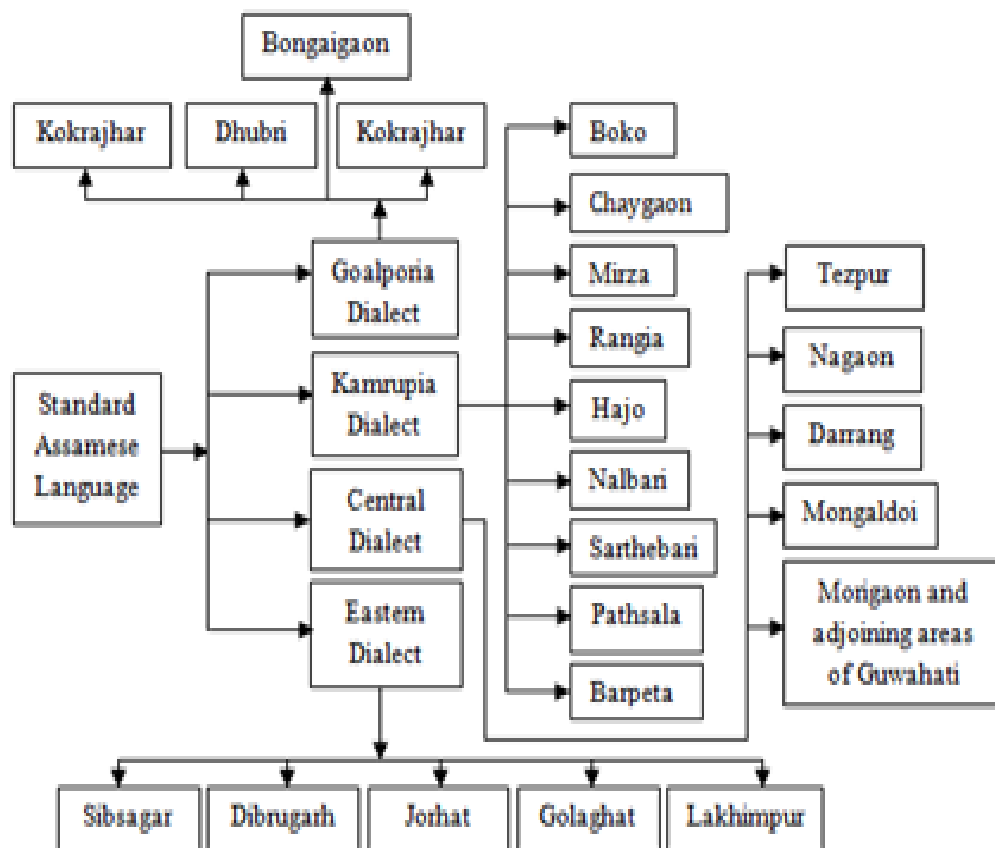 Bongaigaon
Kokrajhar
Dhubri
Kokrajhar
Goalporia
Dialect
Kamrupia
Dialect
Standard
Assamese
Language
Central
Dialect
Eastern
Dialect
Boko
Chaygaon
Mirza
Rangia
Hajo
Nalbari
Sarthebari
Pathsala
Barpeta
Tezpur
Nagaon
Darrang
Mongaldoi
Morigaon and
adjoining areas
of Guwahati
Sibsagar
Dibrugarh
Jorhat
Golaghat
Lakhimpur